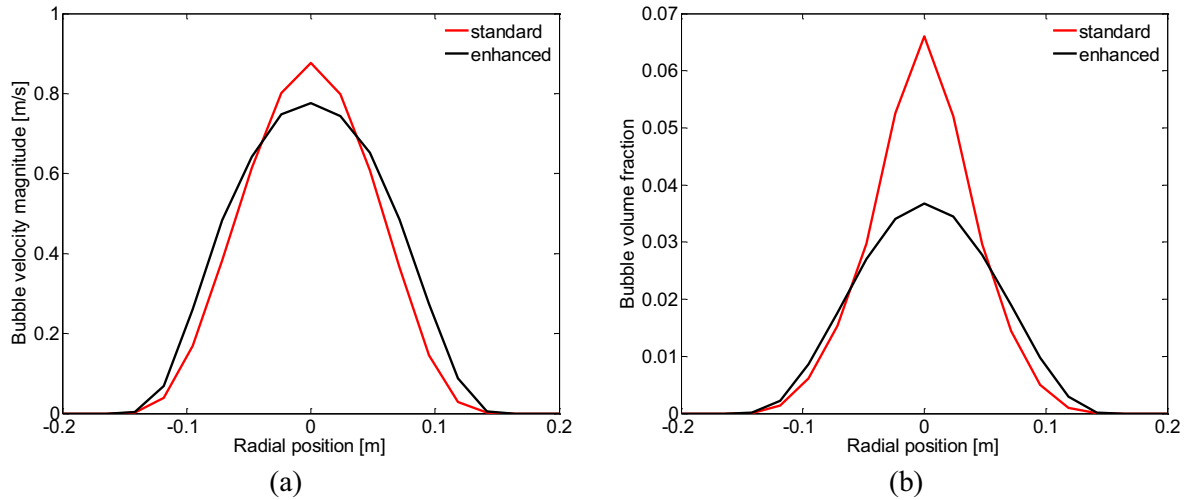 1
0.8
0.6
0.4
0.2
0
-0.2
-0.1
0
0.1
0.2
Bubble velocity magnitude [m/s]
Radial position [m]
standard
enhanced
(a)
0.07
0.06
0.05
0.04
0.03
0.02
0.01
0
-0.2
-0.1
0
0.1
0.2
Bubble volume fraction
Radial position [m]
standard
enhanced
(b)